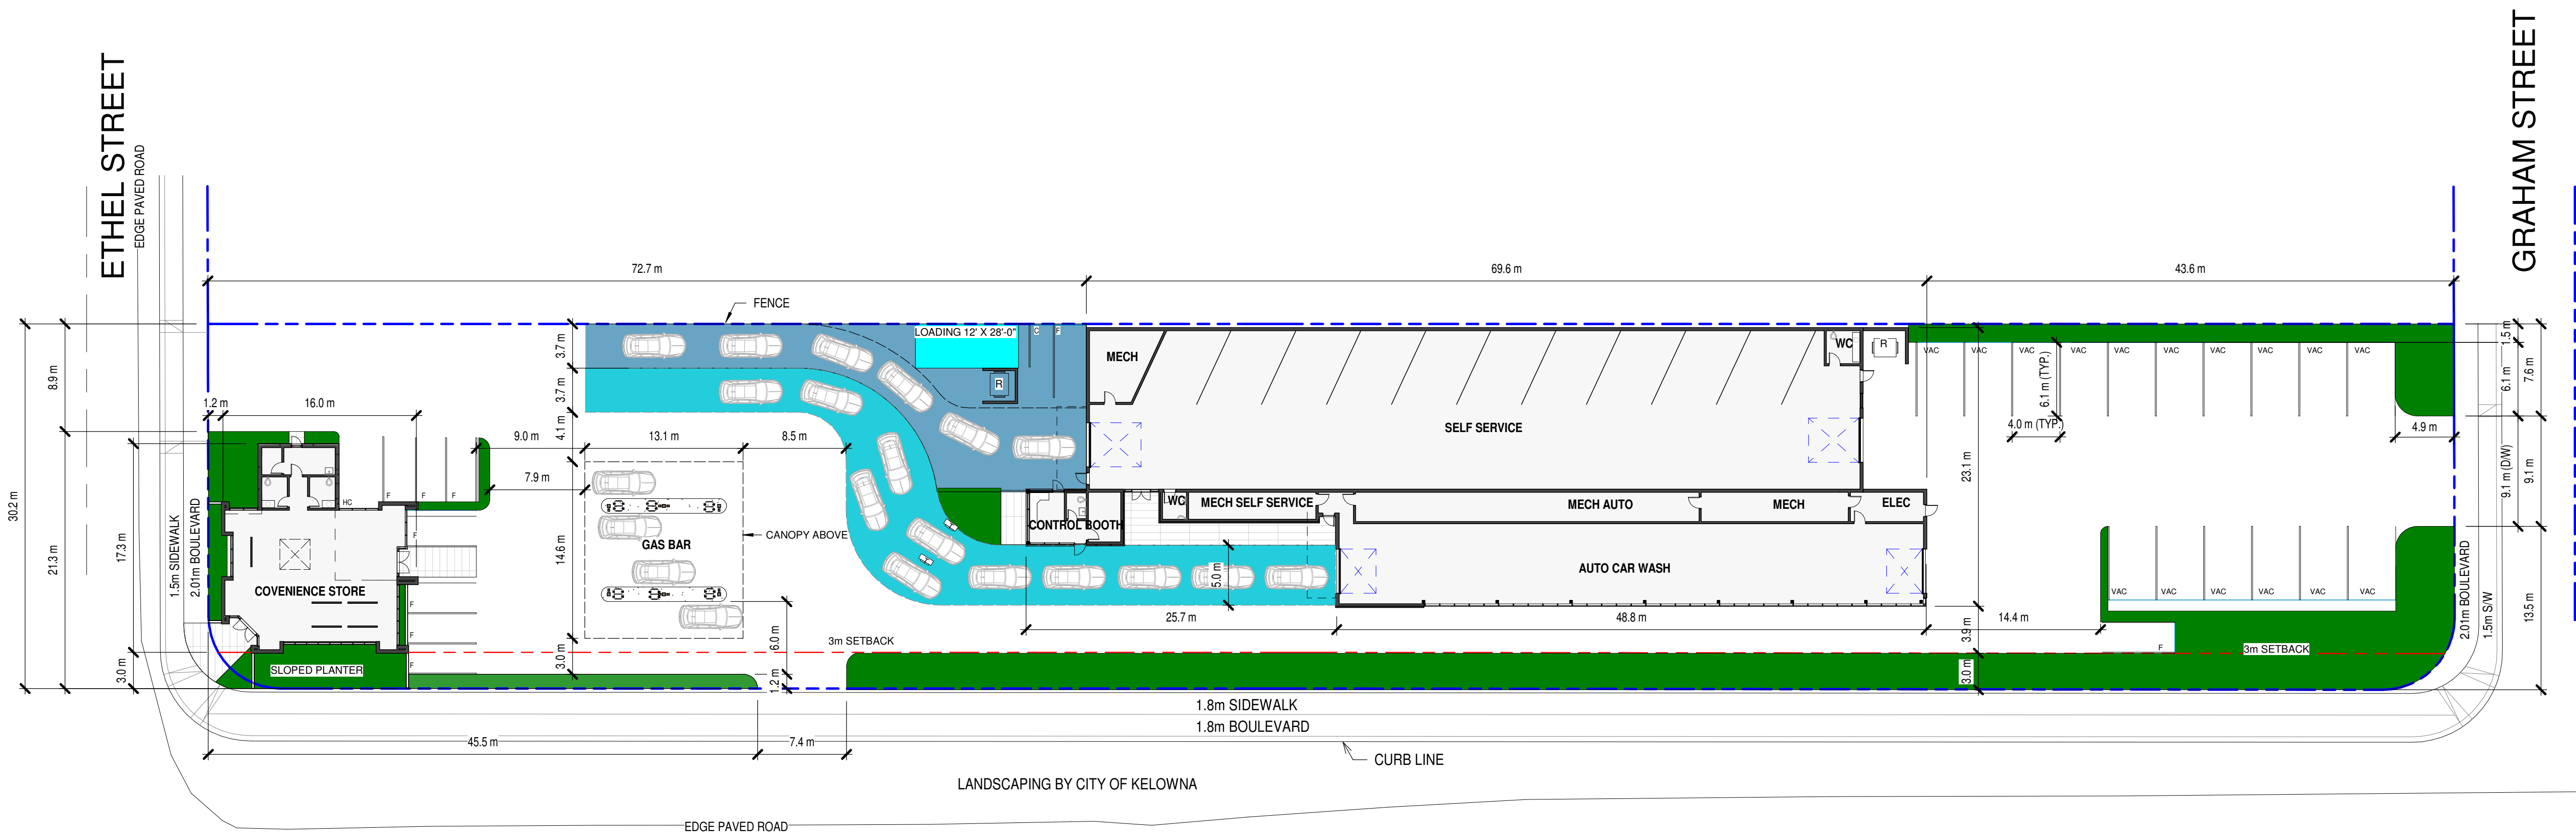 ETHEL STREET
EDGE PAVED ROAD
GRAHAM STREET
72.7 m
69.6 m
43.6 m
FENCE
LOADING 12' X 28'-0"
C
F
R
MECH
WC
R
VAC
VAC
VAC
VAC
VAC
VAC
VAC
VAC
VAC
VAC
1.5 m
6.1 m
7.6 m
6.1 m (TYP.)
4.0 m (TYP.)
4.9 m
9.1 m (D/W)
9.1 m
3.7 m
3.7 m
4.1 m
8.9 m
1.2 m
16.0 m
9.0 m
13.1 m
8.5 m
7.9 m
SELF SERVICE
23.1 m
30.2 m
21.3 m
17.3 m
1.5m SIDEWALK
2.01m BOULEVARD
HC
F
F
F
F
F
F
COVENIENCE STORE
SLOPED PLANTER
3.0 m
14.6 m
GAS BAR
CANOPY ABOVE
CONTROL BOOTH
WC
MECH SELF SERVICE
MECH AUTO
MECH
ELEC
AUTO CAR WASH
5.0 m
25.7 m
48.8 m
14.4 m
VAC
VAC
VAC
VAC
VAC
VAC
F
3m SETBACK
3m SETBACK
6.0 m
3.0 m
1.2 m
3.9 m
3.0 m
2.01m BOULEVARD
1.5m S/W
13.5 m
1.8m SIDEWALK
1.8m BOULEVARD
45.5 m
7.4 m
CURB LINE
LANDSCAPING BY CITY OF KELOWNA
EDGE PAVED ROAD